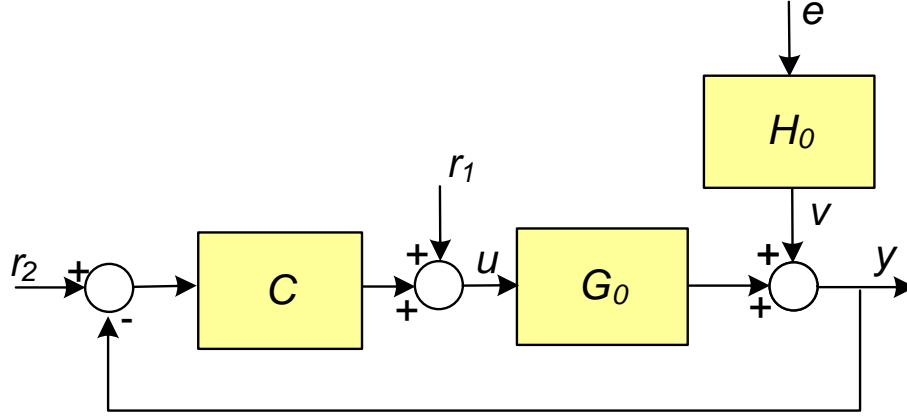 e
H₀
r₁
v
+
+
r₂
+
C
+
u
G₀
+
y
-
+